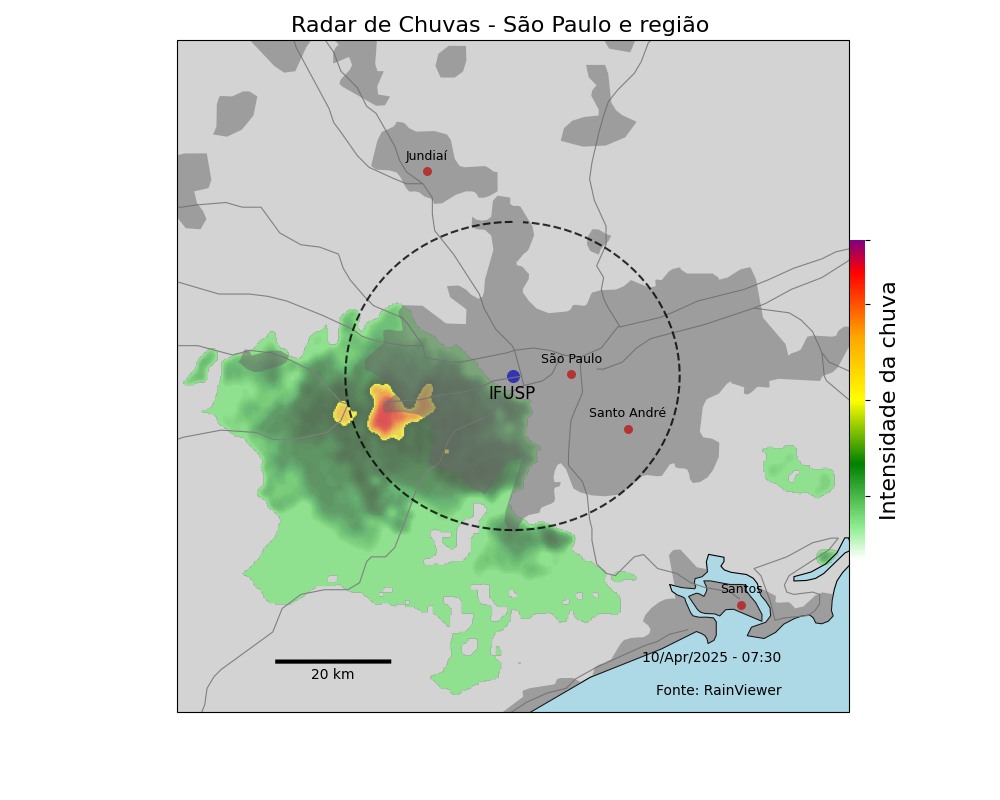 Radar de Chuvas - São Paulo e região
Jundiaí
São Paulo
IFUSP
Santo André
Intensidade da chuva
Santos
10/Apr/2025 - 07:30
20 km
Fonte: RainViewer